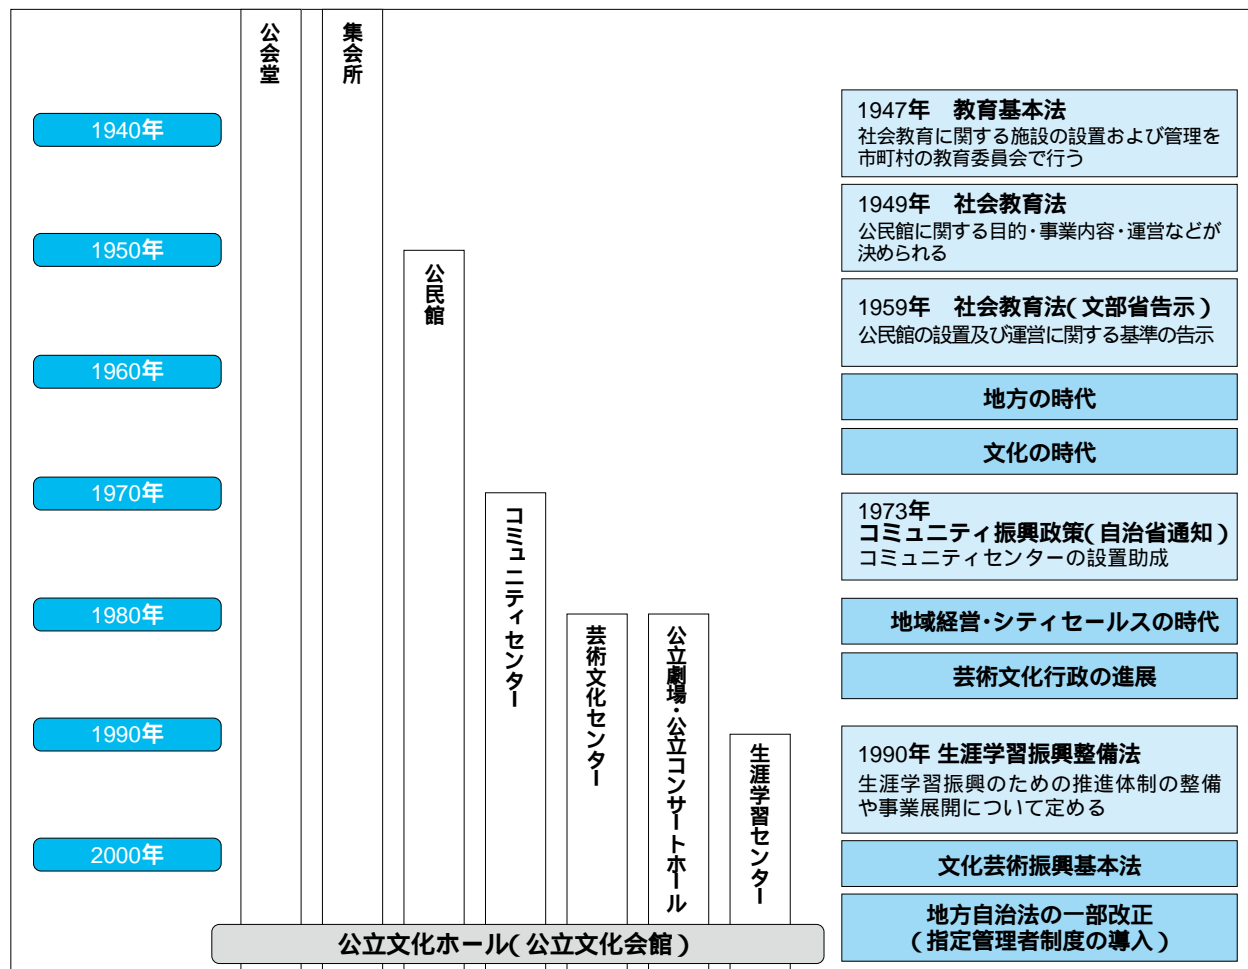 公会堂
集会所
公民館
コミュニティセンター
芸術文化センター
公立劇場・公立コンサートホール
生涯学習センター
1940年
1950年
1960年
1970年
1980年
1990年
2000年
公立文化ホール(公立文化会館)
1947年　教育基本法
社会教育に関する施設の設置および管理を
市町村の教育委員会で行う
1949年　社会教育法
公民館に関する目的・事業内容・運営などが
決められる
1959年　社会教育法(文部省告示)
公民館の設置及び運営に関する基準の告示
地方の時代
文化の時代
1973年
コミュニティ振興政策(自治省通知)
コミュニティセンターの設置助成
地域経営・シティセールスの時代
芸術文化行政の進展
1990年 生涯学習振興整備法
生涯学習振興のための推進体制の整備
や事業展開について定める
文化芸術振興基本法
地方自治法の一部改正
(指定管理者制度の導入)